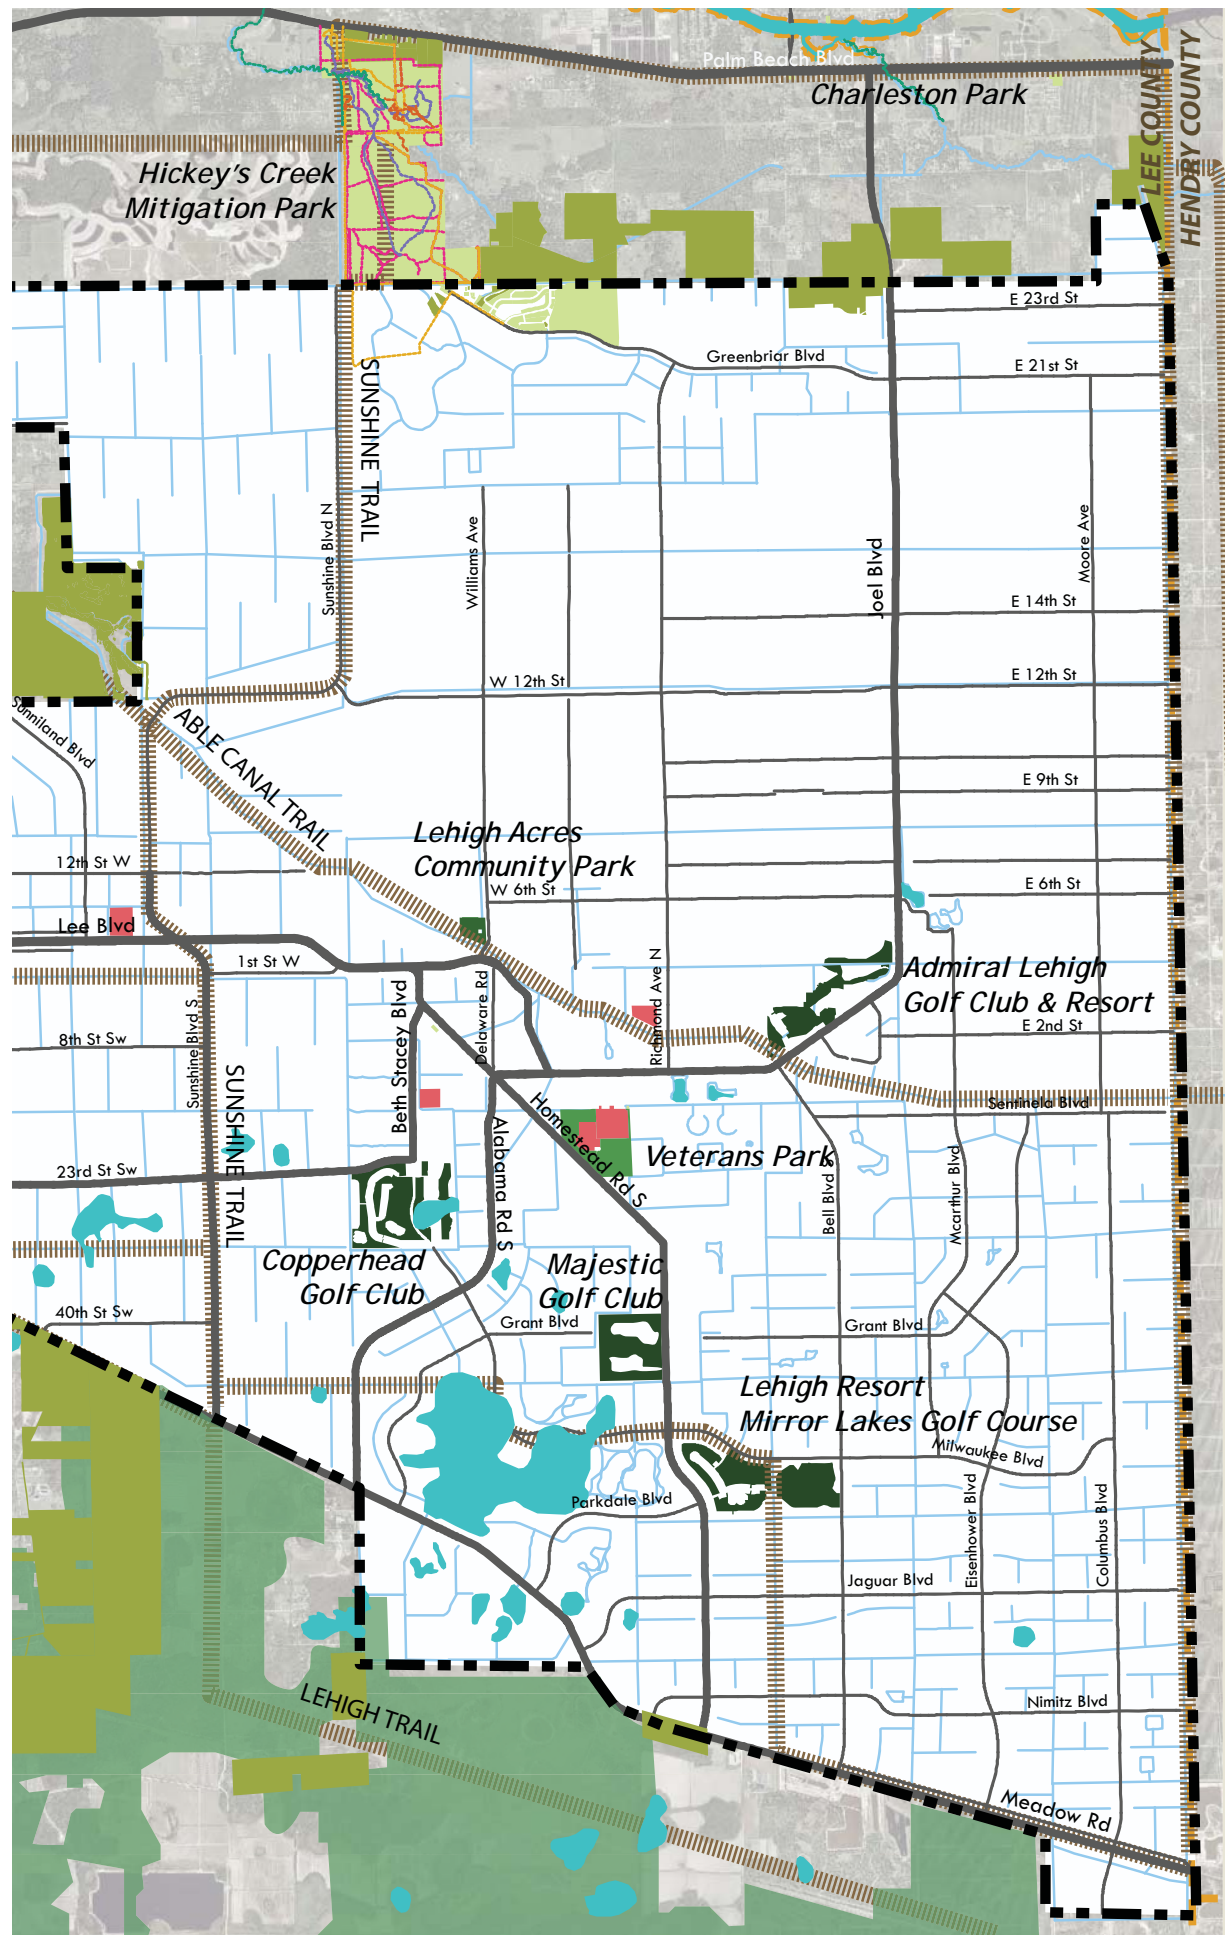 Palm Beach Blvd
Charleston Park
LEE COUNTY
HENDRY COUNTY
Hickey's Creek
Mitigation Park
E 23rd St
Greenbriar Blvd
E 21st St
SUNSHINE TRAIL
Sunshine Blvd N
Williams Ave
Joel Blvd
Moore Ave
E 14th St
W 12th St
E 12th St
Sunniland Blvd
ABLE CANAL TRAIL
E 9th St
Lehigh Acres
Community Park
12th St W
W 6th St
E 6th St
Lee Blvd
1st St W
Admiral Lehigh
Golf Club & Resort
Beth Stacey Blvd
Delaware Rd
Richmond Ave N
E 2nd St
8th St Sw
Sunshine Blvd S
SUNSHINE TRAIL
Sentinela Blvd
Homestead Rd S
Alabama Rd S
Veterans Park
23rd St Sw
Bell Blvd S
Mcarthur Blvd
Copperhead
Golf Club
Majestic
Golf Club
40th St Sw
Grant Blvd
Grant Blvd
Lehigh Resort
Mirror Lakes Golf Course
Milwaukee Blvd
Parkdale Blvd
Eisenhower Blvd
Columbus Blvd
Jaguar Blvd
LEHIGH TRAIL
Nimitz Blvd
Meadow Rd